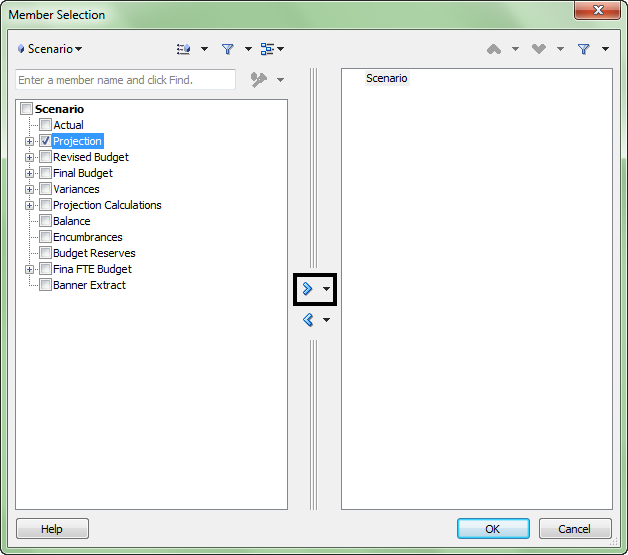 Member Selection
Scenario
Enter a member name and click Find.
Scenario
Actual
Projection
Revised Budget
Final Budget
Variances
Projection Calculations
Balance
Encumbrances
Budget Reserves
Fina FTE Budget
Banner Extract
Scenario
Help
OK
Cancel